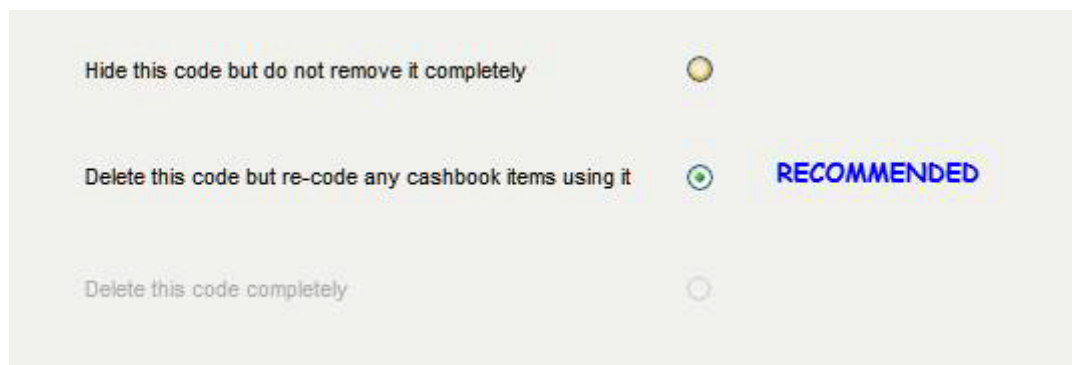 Hide this code but do not remove it completely
Delete this code but re-code any cashbook items using it
RECOMMENDED
Delete this code completely